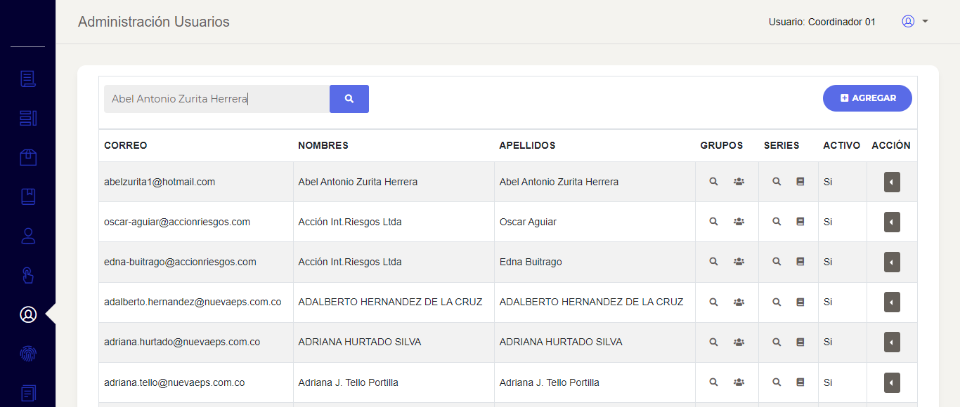 Administración Usuarios
Usuario: Coordinador 01
Abel Antonio Zurita Herrera
AGREGAR
CORREO NOMBRES APELLIDOS GRUPOS SERIES ACTIVO ACCIÓN
abelzurita1@hotmail.com Abel Antonio Zurita Herrera Abel Antonio Zurita Herrera Si
oscar-aguiar@accionriesgos.com Acción Int.Riesgos Ltda Oscar Aguiar Si
edna-buitrago@accionriesgos.com Acción Int.Riesgos Ltda Edna Buitrago Si
adalberto.hernandez@nuevaeps.com.co ADALBERTO HERNANDEZ DE LA CRUZ ADALBERTO HERNANDEZ DE LA CRUZ Si
adriana.hurtado@nuevaeps.com.co ADRIANA HURTADO SILVA ADRIANA HURTADO SILVA Si
adriana.tello@nuevaeps.com.co Adriana J. Tello Portilla Adriana J. Tello Portilla Si